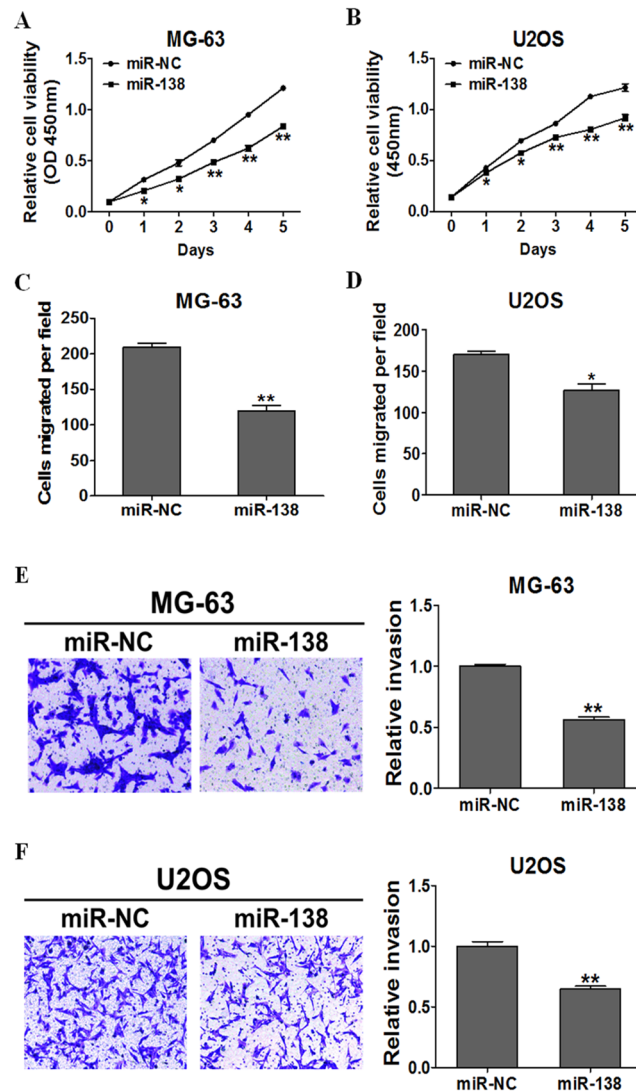 A
MG-63
miR-NC
miR-138
Relative cell viability
(OD 450nm)
1.5
1.0
0.5
0.0
*
*
**
**
**
0 1 2 3 4 5
Days
B
U2OS
miR-NC
miR-138
Relative cell viability
(450nm)
1.5
1.0
0.5
0.0
*
*
**
**
**
0 1 2 3 4 5
Days
C
MG-63
Cells migrated per field
250
200
150
100
50
0
**
miR-NC miR-138
D
U2OS
Cells migrated per field
200
150
100
50
0
*
miR-NC miR-138
E
MG-63
miR-NC miR-138
MG-63
Relative invasion
1.5
1.0
0.5
0.0
**
miR-NC miR-138
F
U2OS
miR-NC miR-138
U2OS
Relative invasion
1.5
1.0
0.5
0.0
**
miR-NC miR-138